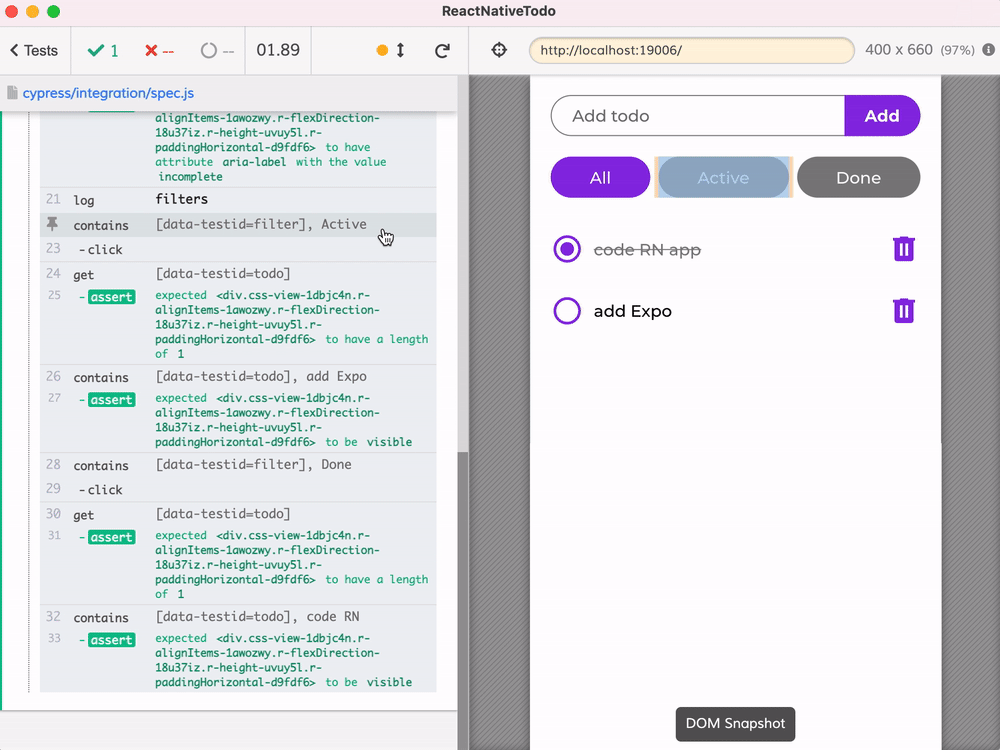 ReactNativeTodo
Tests
1
--
--
01.89
http://localhost:19006/
400 x 660 (97%)
cypress/integration/spec.js
alignItems-1awozwy.r-flexDirection-
18u37iz.r-height-uvuy5l.r-
paddingHorizontal-d9fdf6> to have
attribute aria-label with the value
incomplete
21 log filters
contains [data-testid=filter], Active
23 -click
24 get [data-testid=todo]
25 -assert expected <div.css-view-1dbjc4n.r-
alignItems-1awozwy.r-flexDirection-
18u37iz.r-height-uvuy5l.r-
paddingHorizontal-d9fdf6> to have a length
of 1
26 contains [data-testid=todo], add Expo
27 -assert expected <div.css-view-1dbjc4n.r-
alignItems-1awozwy.r-flexDirection-
18u37iz.r-height-uvuy5l.r-
paddingHorizontal-d9fdf6> to be visible
28 contains [data-testid=filter], Done
29 -click
30 get [data-testid=todo]
31 -assert expected <div.css-view-1dbjc4n.r-
alignItems-1awozwy.r-flexDirection-
18u37iz.r-height-uvuy5l.r-
paddingHorizontal-d9fdf6> to have a length
of 1
32 contains [data-testid=todo], code RN
33 -assert expected <div.css-view-1dbjc4n.r-
alignItems-1awozwy.r-flexDirection-
18u37iz.r-height-uvuy5l.r-
paddingHorizontal-d9fdf6> to be visible
Add todo
Add
All
Active
Done
code RN app
add Expo
DOM Snapshot